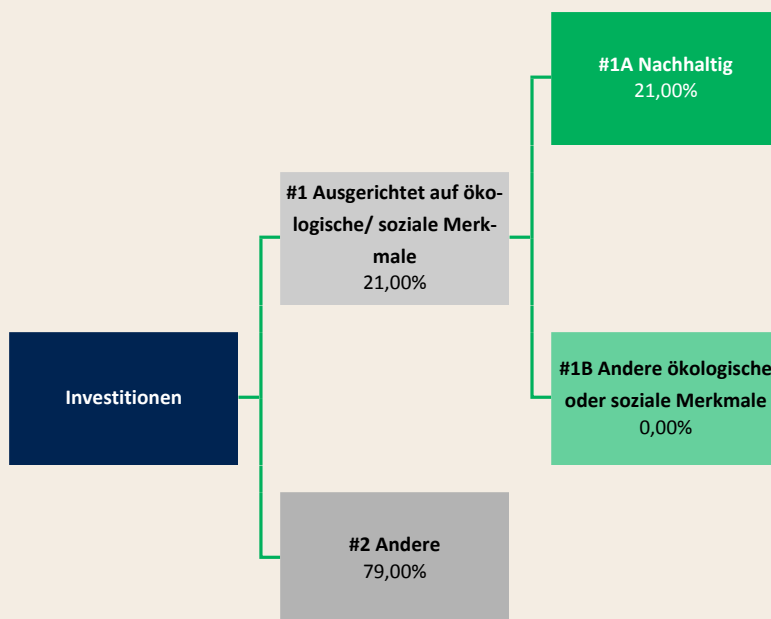 #1A Nachhaltig
21,00%
#1 Ausgerichtet auf öko-
logische/ soziale Merk-
male
21,00%
Investitionen
#1B Andere ökologische
oder soziale Merkmale
0,00%
#2 Andere
79,00%